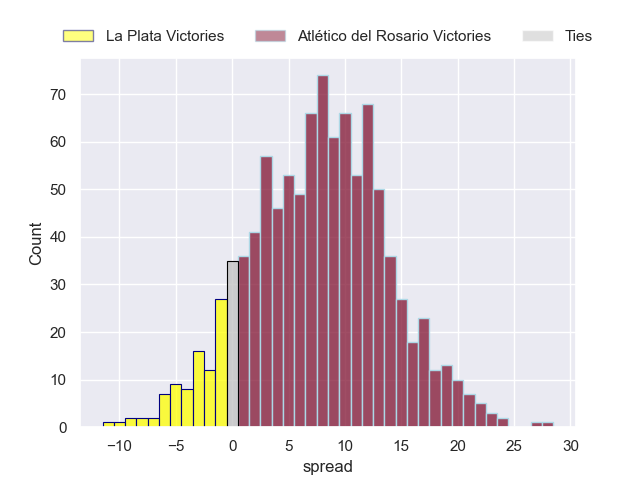 La Plata Victories Atlético del Rosario Victories Ties
70
60
50
40
30
20
10
0
Count
−10 −5 0 5 10 15 20 25 30
spread